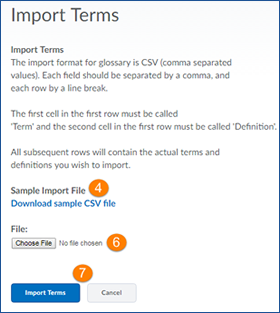 Import Terms
Import Terms
The import format for glossary is CSV (comma separated
values). Each field should be separated by a comma, and
each row by a line break.
The first cell in the first row must be called
'Term' and the second cell in the first row must be called 'Definition'.
All subsequent rows will contain the actual terms and
definitions you wish to import.
Sample Import File 4
Download sample CSV file
File:
Choose File No file chosen 6
7
Import Terms Cancel